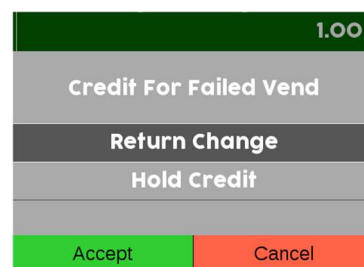 1.00
Credit For Failed Vend
Return Change
Hold Credit
Accept Cancel